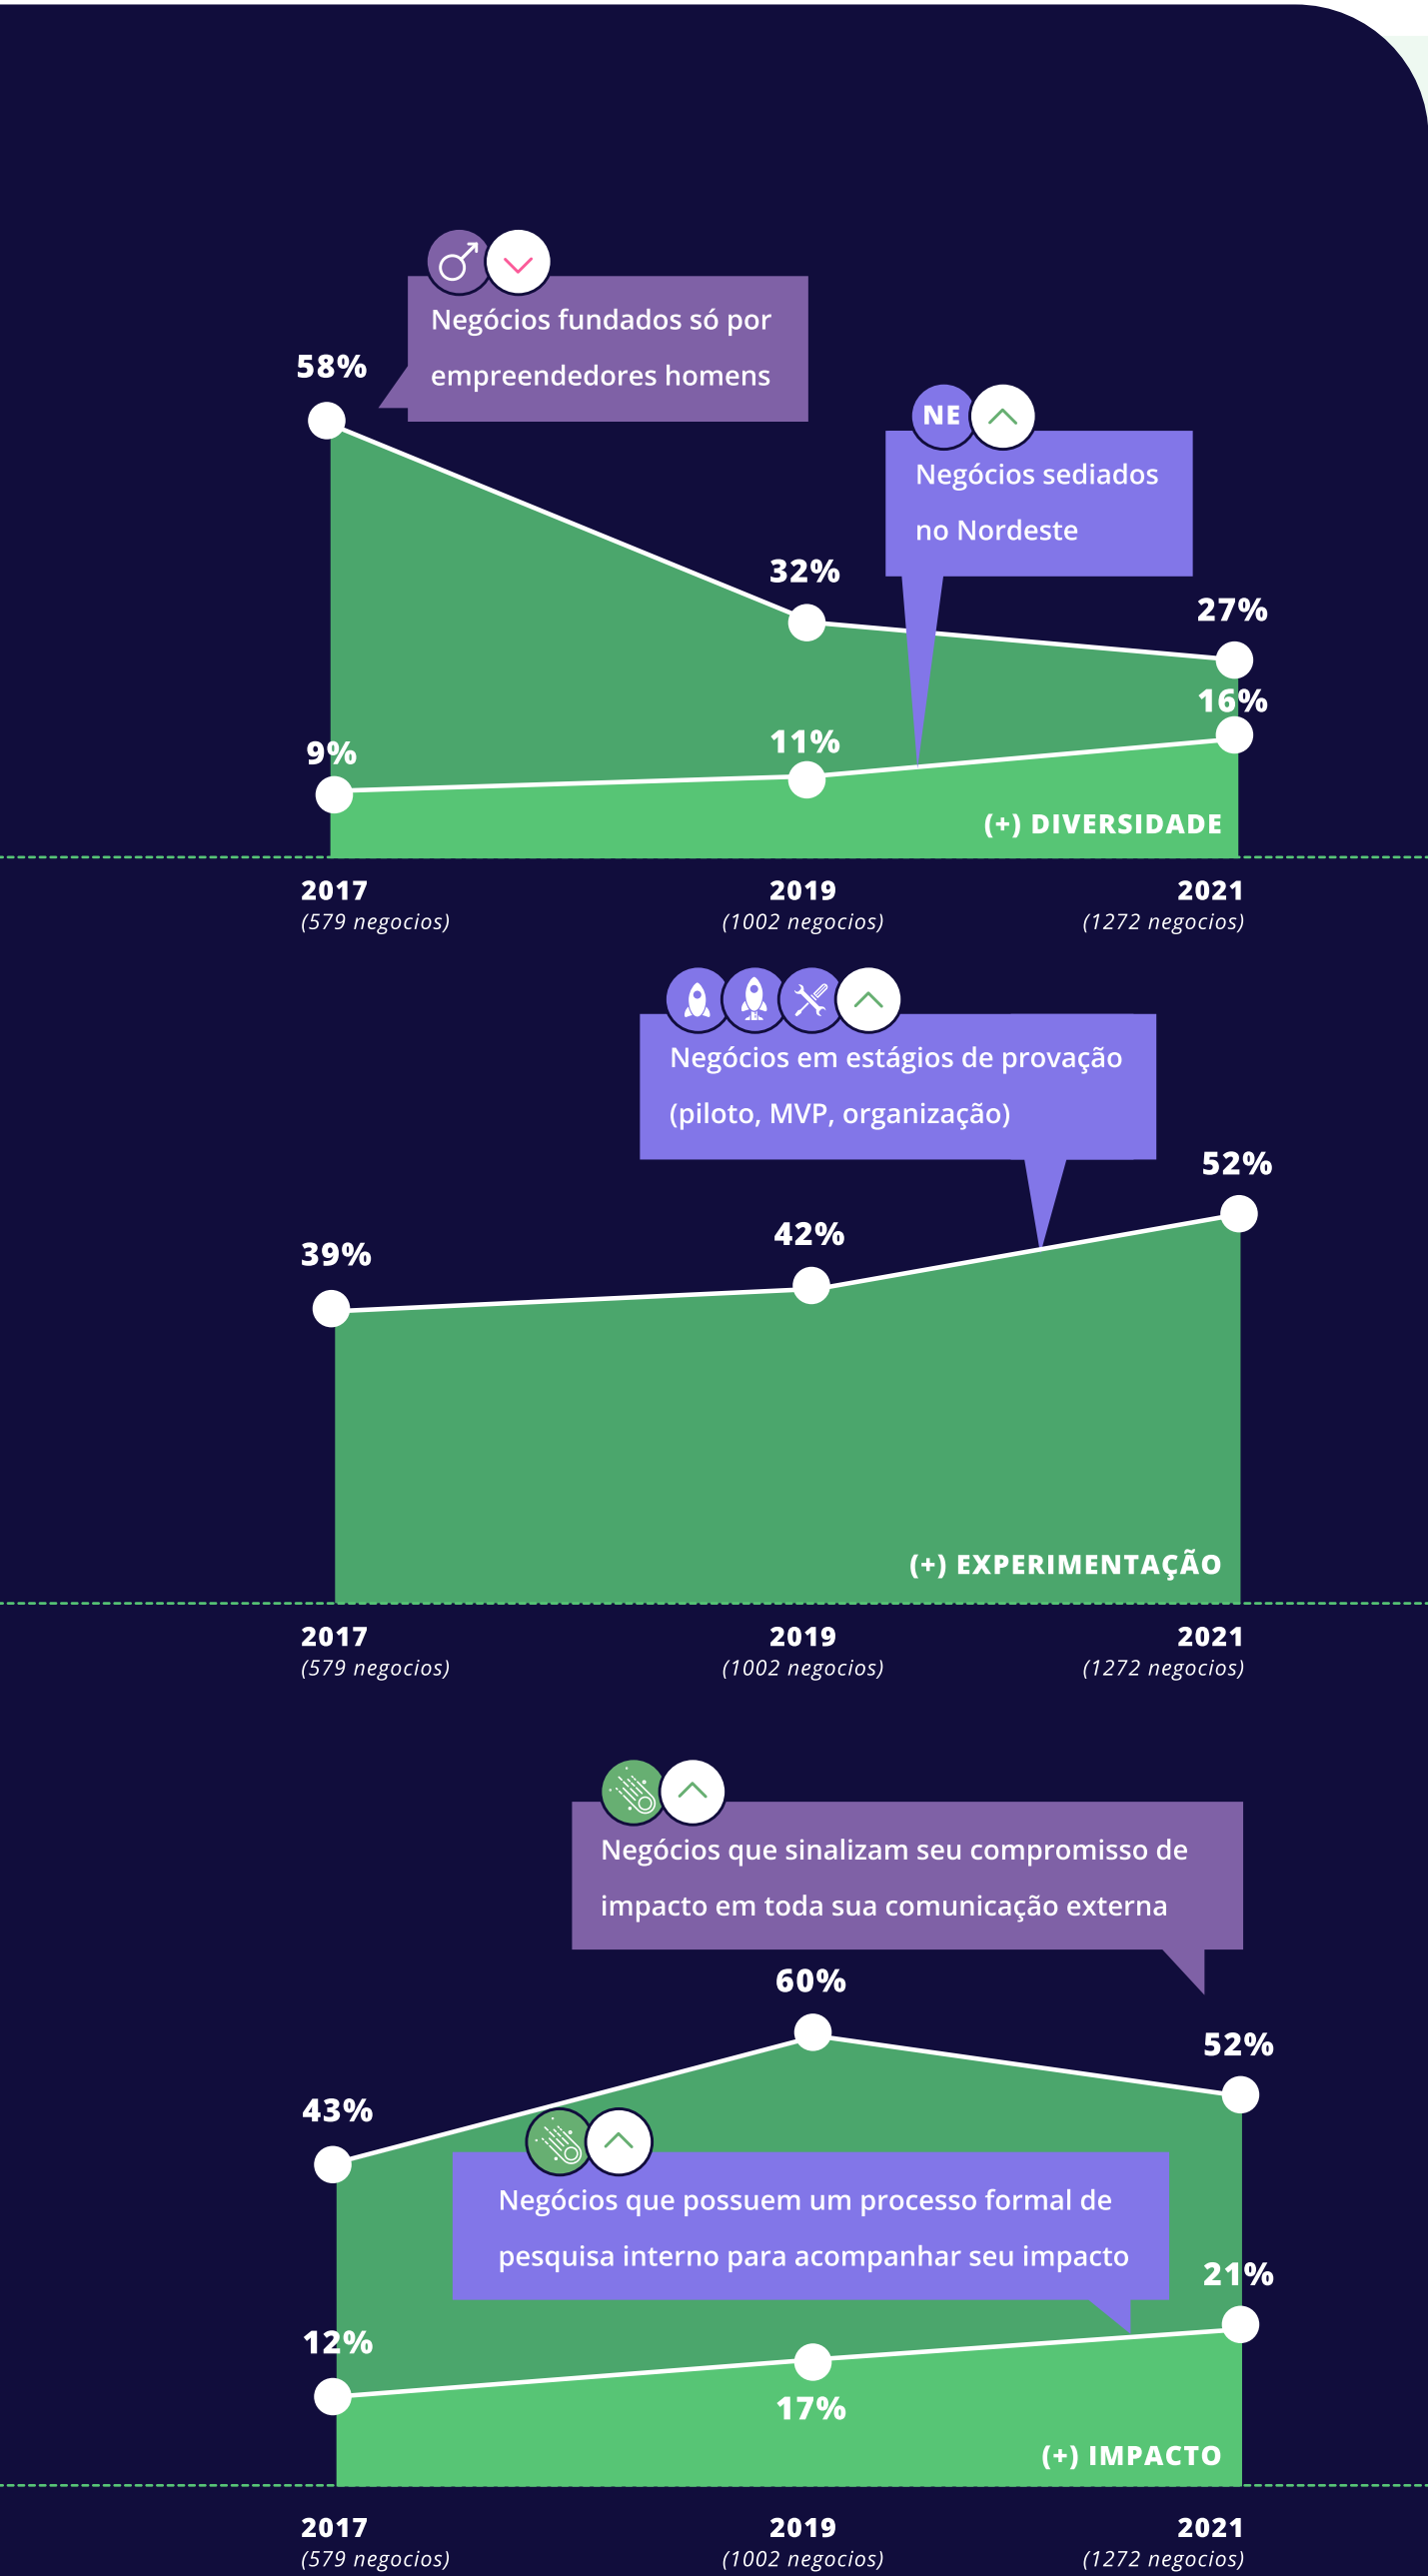 Negócios fundados só por
empreendedores homens
58%
NE
Negócios sediados
no Nordeste
32%
27%
16%
9%
11%
(+) DIVERSIDADE
2017
2019
2021
(579 negocios)
(1002 negocios)
(1272 negocios)
Negócios em estágios de provação
(piloto, MVP, organização)
52%
42%
39%
(+) EXPERIMENTAÇÃO
2017
2019
2021
(579 negocios)
(1002 negocios)
(1272 negocios)
Negócios que sinalizam seu compromisso de
impacto em toda sua comunicação externa
60%
52%
43%
Negócios que possuem um processo formal de
pesquisa interno para acompanhar seu impacto
21%
12%
17%
(+) IMPACTO
2017
2019
2021
(579 negocios)
(1002 negocios)
(1272 negocios)